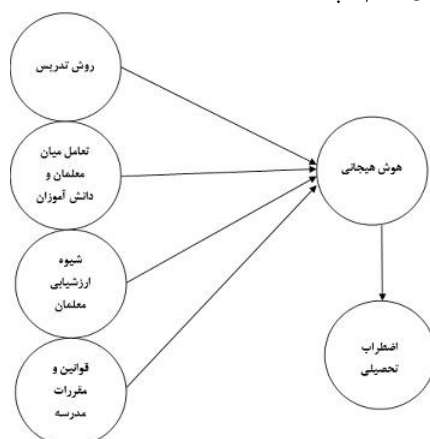 روش تدریس
تعامل میان
معلمان و
دانش آموزان
شیوه
ارزشیابی
معلمان
قوانین و
مقررات
مدرسه
هوش هیجانی
اضطراب
تحصیلی